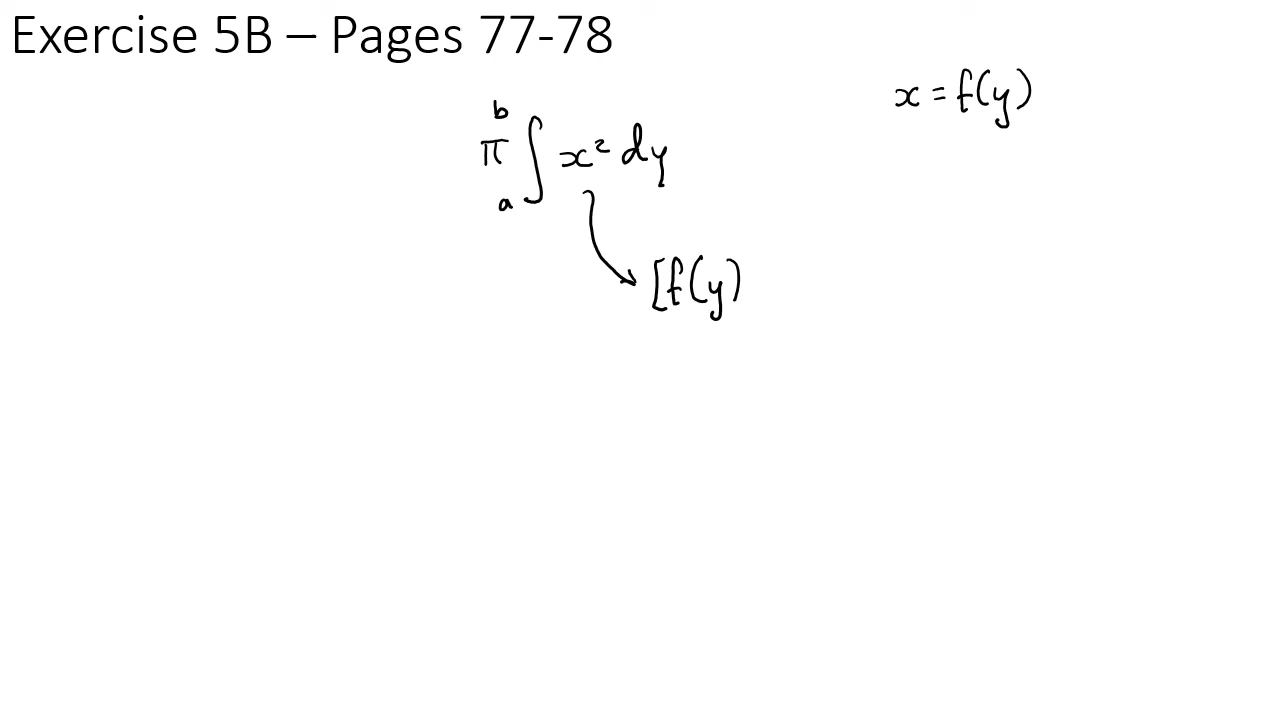 Exercise 5B – Pages 77-78
x = f(y)
b
π ∫ x² dy
a
[f(y)